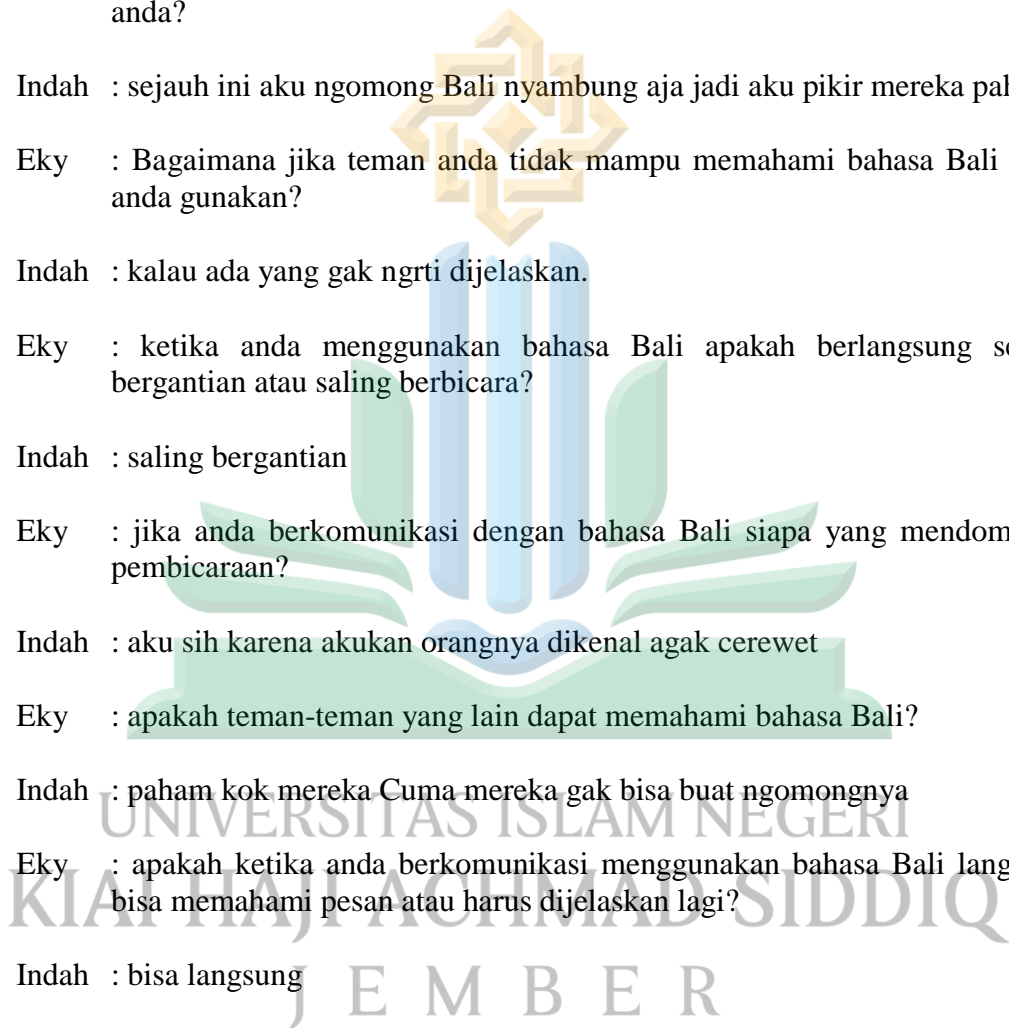 anda?
Indah : sejauh ini aku ngomong Bali nyambung aja jadi aku pikir mereka
Eky : Bagaimana jika teman anda tidak mampu memahami bahasa Bali
anda gunakan?
Indah : kalau ada yang gak ngrti dijelaskan.
Eky : ketika anda menggunakan bahasa Bali apakah berlangsung
bergantian atau saling berbicara?
Indah : saling bergantian
Eky : jika anda berkomunikasi dengan bahasa Bali siapa yang
pembicaraan?
Indah : aku sih karena akukan orangnya dikenal agak cerewet
Eky : apakah teman-teman yang lain dapat memahami bahasa Bali?
Indah : paham kok mereka Cuma mereka gak bisa buat ngomongnya
UNIVERSITAS ISLAM NEGERI
Eky : apakah ketika anda berkomunikasi menggunakan bahasa Bali
bisa memahami pesan atau harus dijelaskan lagi?
KIAI HAJI ACHMAD SIDDIQ
Indah : bisa langsung
JEMBER